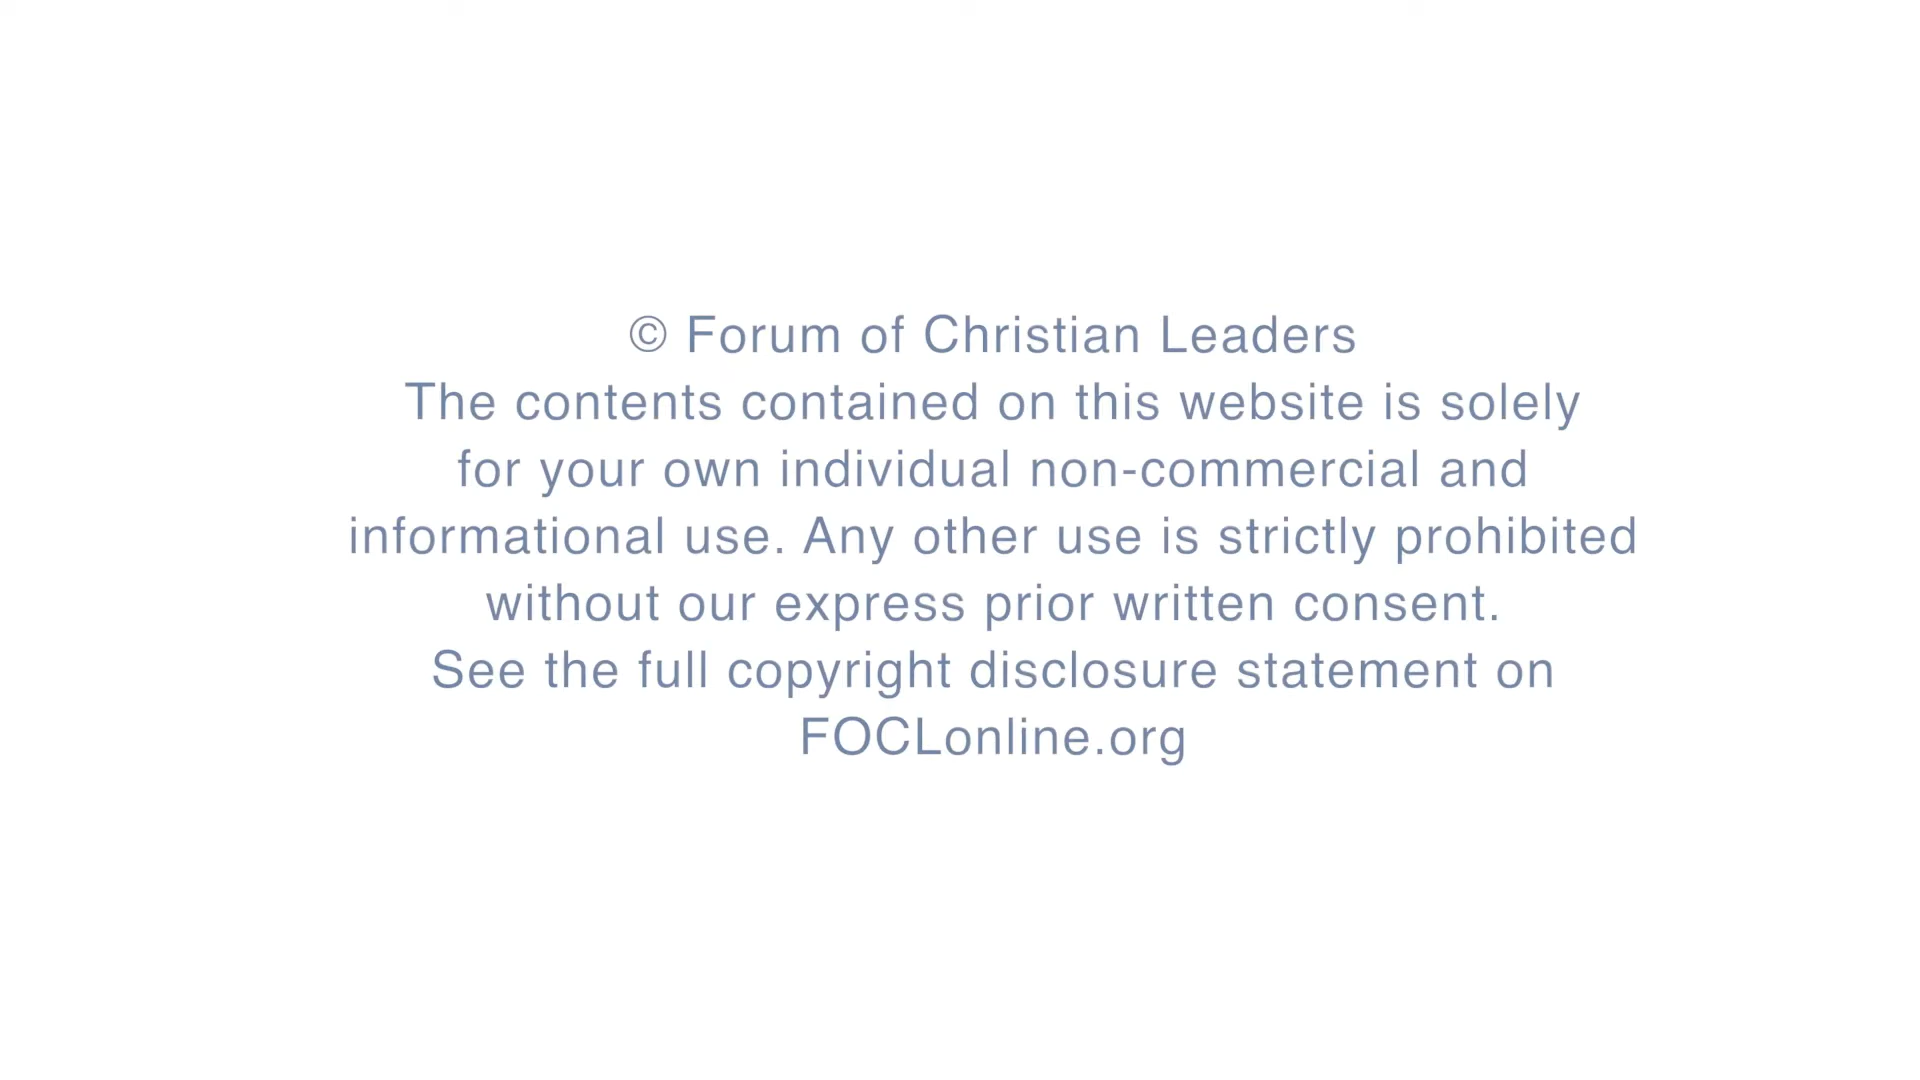 © Forum of Christian Leaders
The contents contained on this website is solely
for your own individual non-commercial and
informational use. Any other use is strictly prohibited
without our express prior written consent.
See the full copyright disclosure statement on
FOCLonline.org